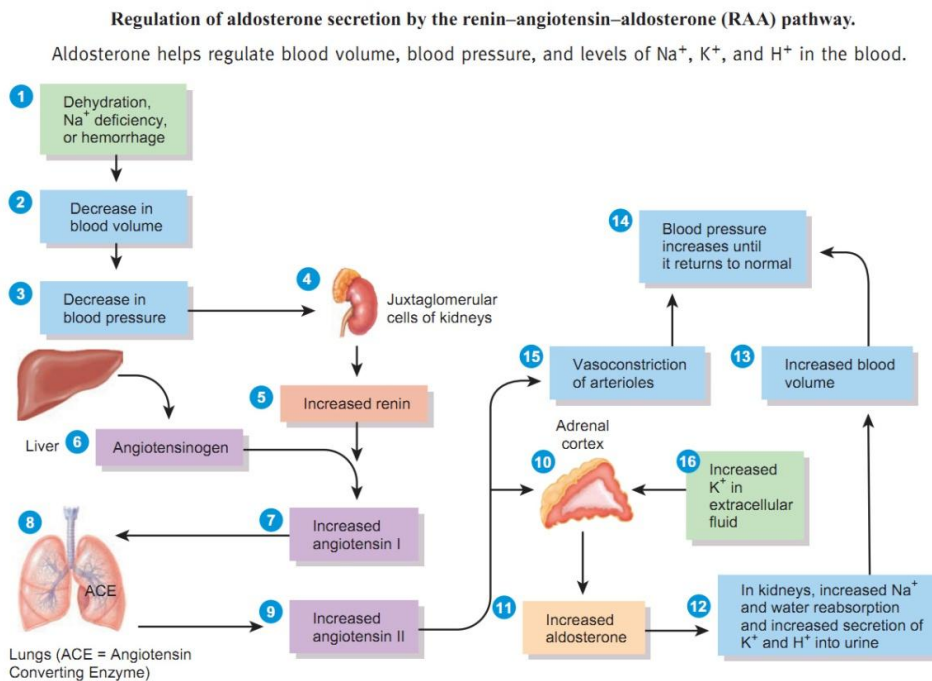 Regulation of aldosterone secretion by the renin–angiotensin–aldosterone (RAA) pathway.
Aldosterone helps regulate blood volume, blood pressure, and levels of Na⁺, K⁺, and H⁺ in the blood.
1
Dehydration,
Na⁺ deficiency,
or hemorrhage
2
Decrease in
blood volume
3
Decrease in
blood pressure
4
Juxtaglomerular
cells of kidneys
5
Increased renin
Liver
6
Angiotensinogen
7
Increased
angiotensin I
8
ACE
Lungs (ACE = Angiotensin
Converting Enzyme)
9
Increased
angiotensin II
Adrenal
cortex
10
11
Increased
aldosterone
12
In kidneys, increased Na⁺
and water reabsorption
and increased secretion of
K⁺ and H⁺ into urine
13
Increased blood
volume
14
Blood pressure
increases until
it returns to normal
15
Vasoconstriction
of arterioles
16
Increased
K⁺ in
extracellular
fluid